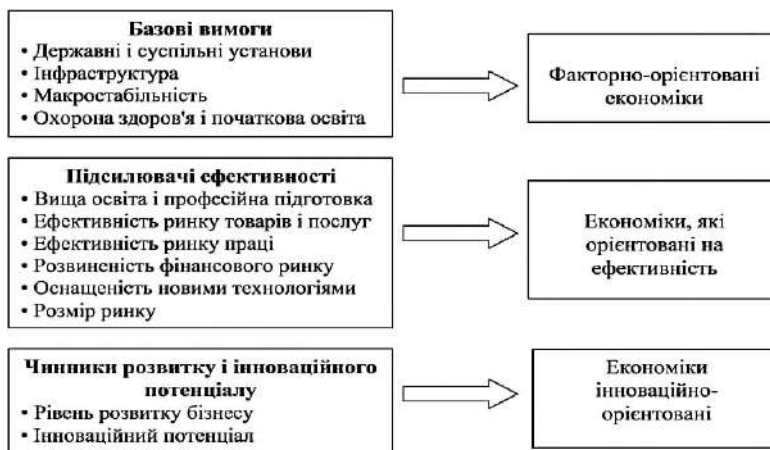 Базові вимоги
• Державні і суспільні установи
• Інфраструктура
• Макростабільність
• Охорона здоров'я і початкова освіта
Факторно-орієнтовані
економіки
Підсилювачі ефективності
• Вища освіта і професійна підготовка
• Ефективність ринку товарів і послуг
• Ефективність ринку праці
• Розвиненість фінансового ринку
• Оснащеність новими технологіями
• Розмір ринку
Економіки, які
орієнтовані на
ефективність
Чинники розвитку і інноваційного
потенціалу
• Рівень розвитку бізнесу
• Інноваційний потенціал
Економіки
інноваційно-
орієнтовані